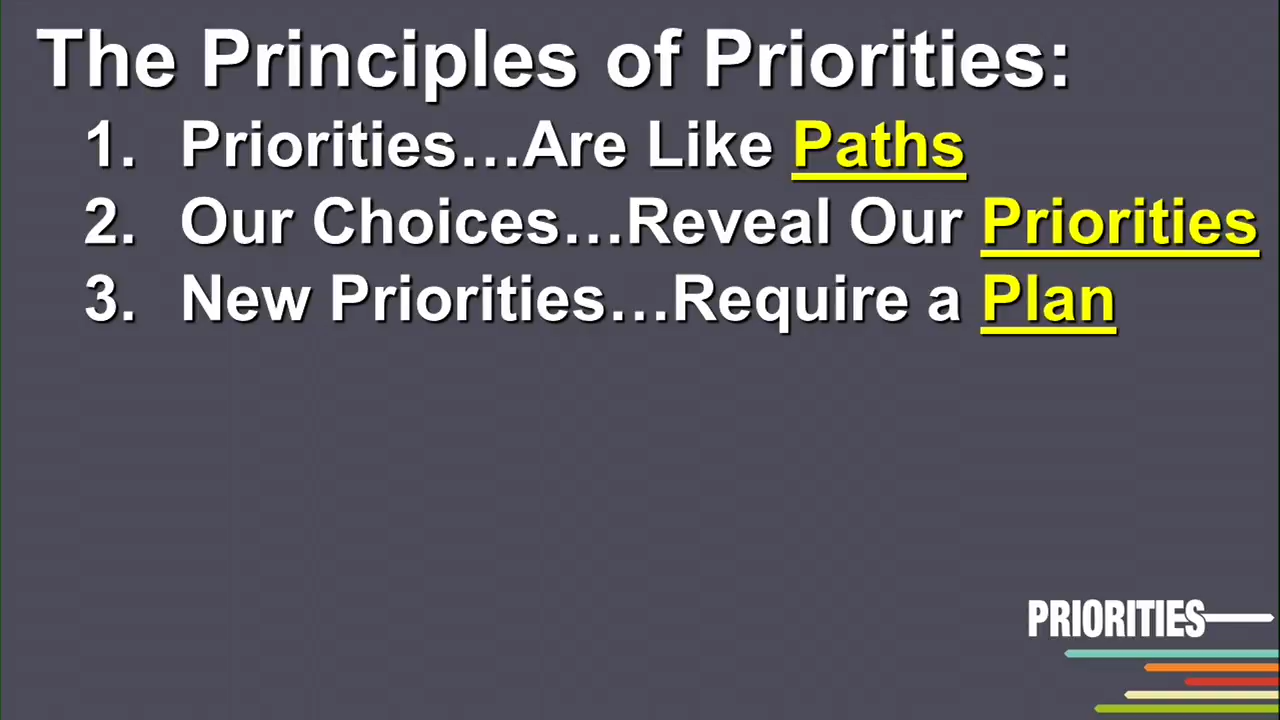 The Principles of Priorities:
1. Priorities...Are Like Paths
2. Our Choices...Reveal Our Priorities
3. New Priorities...Require a Plan
PRIORITIES